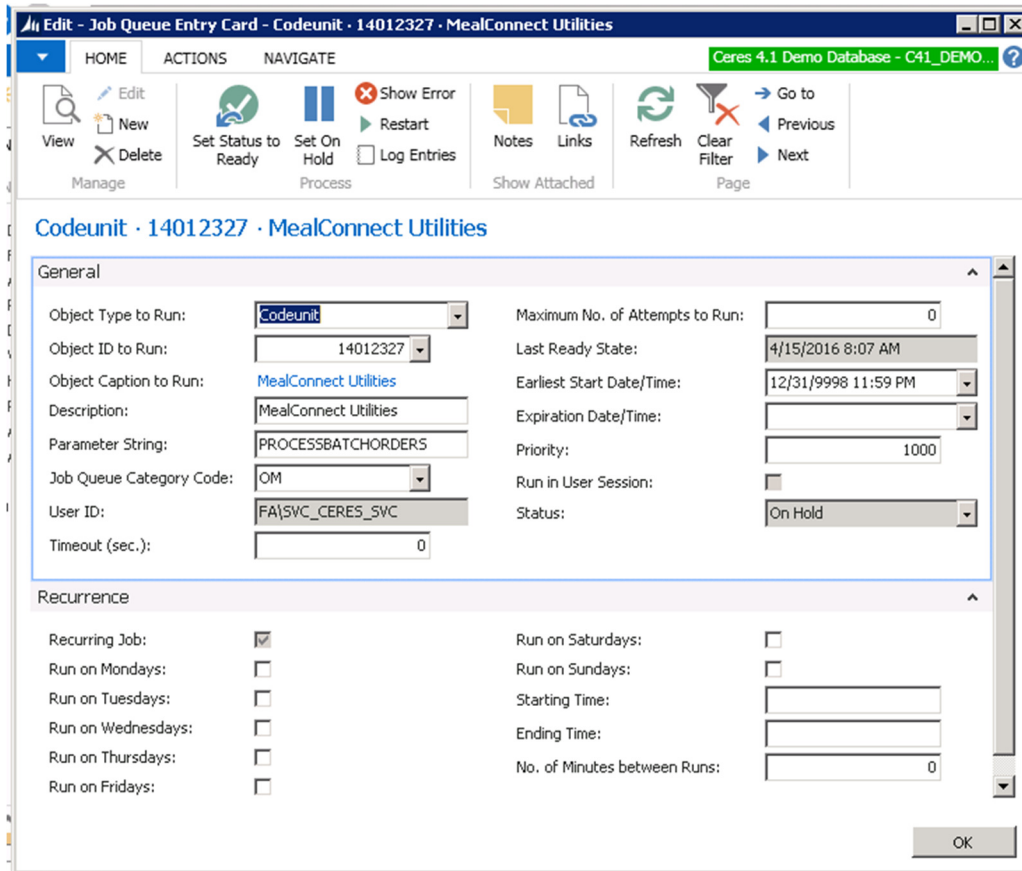 Edit - Job Queue Entry Card - Codeunit · 14012327 · MealConnect Utilities
HOME ACTIONS NAVIGATE
Ceres 4.1 Demo Database - C41_DEMO...
View
Edit
New
Delete
Manage
Set Status to Ready
Set On Hold
Show Error
Restart
Log Entries
Process
Notes
Links
Show Attached
Refresh
Clear Filter
Go to
Previous
Next
Page
Codeunit · 14012327 · MealConnect Utilities
General
Object Type to Run: Codeunit
Object ID to Run: 14012327
Object Caption to Run: MealConnect Utilities
Description: MealConnect Utilities
Parameter String: PROCESSBATCHORDERS
Job Queue Category Code: OM
User ID: FA\SVC_CERES_SVC
Timeout (sec.): 0
Maximum No. of Attempts to Run: 0
Last Ready State: 4/15/2016 8:07 AM
Earliest Start Date/Time: 12/31/9998 11:59 PM
Expiration Date/Time:
Priority: 1000
Run in User Session:
Status: On Hold
Recurrence
Recurring Job:
Run on Mondays:
Run on Tuesdays:
Run on Wednesdays:
Run on Thursdays:
Run on Fridays:
Run on Saturdays:
Run on Sundays:
Starting Time:
Ending Time:
No. of Minutes between Runs: 0
OK